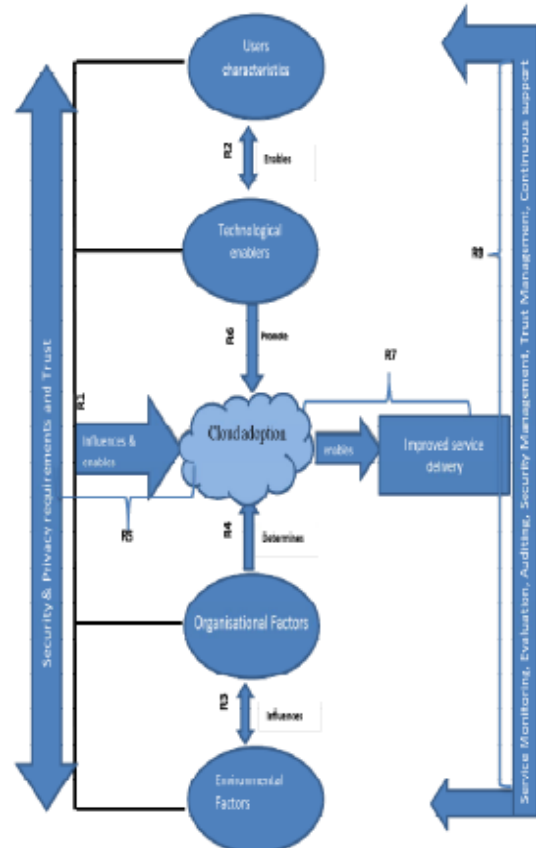 Users
characteristics
R2
Enables
Technological
enablers
R6
Promote
Security & Privacy requirements and Trust
R1
Influences &
enables
R5
Cloud adoption
enables
R7
Improved service
delivery
R4
Determines
Organisational Factors
R3
Influences
Environmental
Factors
Service Monitoring, Evaluation, Auditing, Security Management, Trust Management, Continuous support
R8